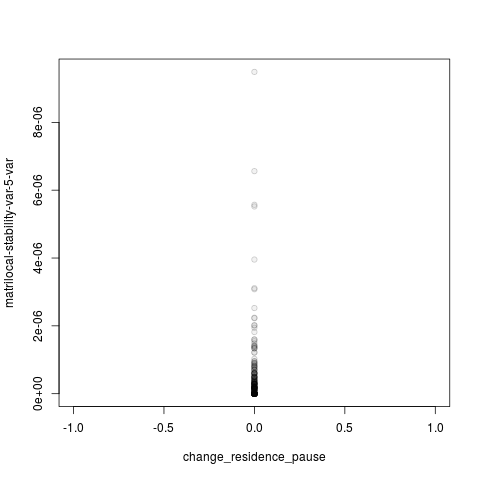 matrilocal-stability-var-5-var
8e-06
6e-06
4e-06
2e-06
0e+00
-1.0 -0.5 0.0 0.5 1.0
change_residence_pause